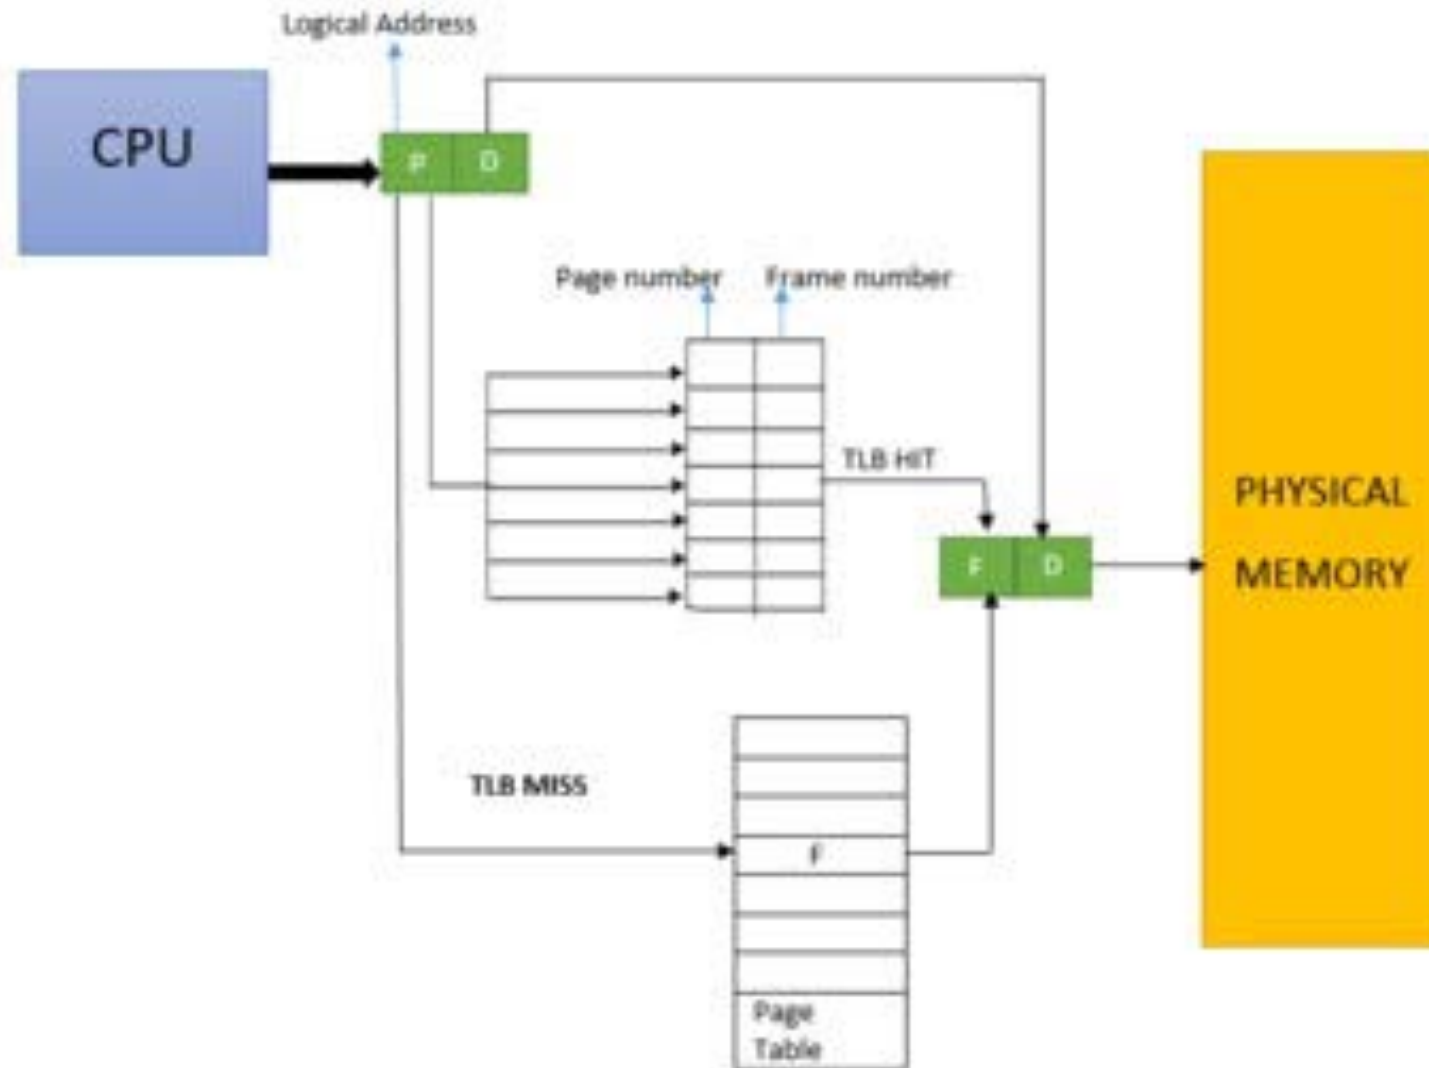 Logical Address
CPU
P D
Page number Frame number
TLB HIT
F D
PHYSICAL
MEMORY
TLB MISS
F
Page
Table